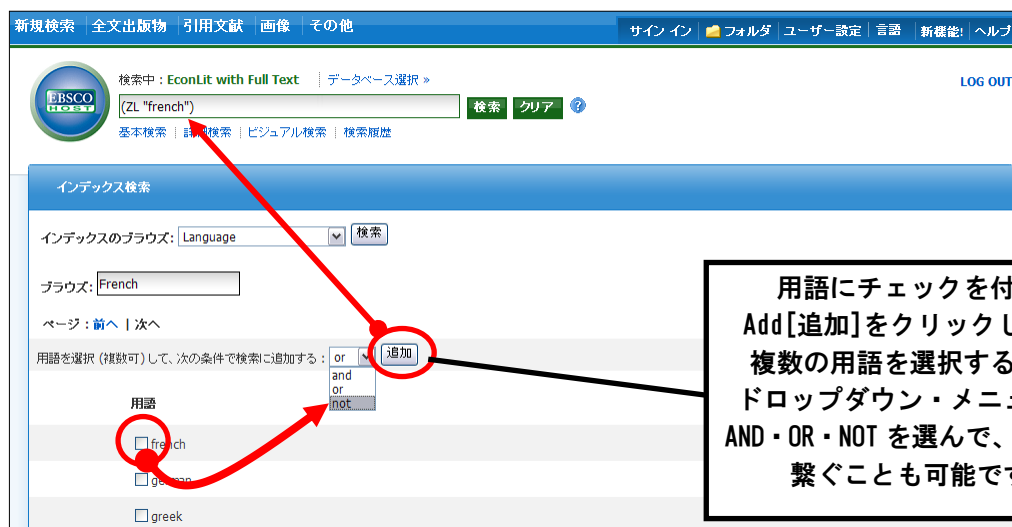 新規検索 全文出版物 引用文献 画像 その他
サイン イン フォルダ ユーザー設定 言語 新機能! ヘルプ
EBSCO
HOST
検索中 : EconLit with Full Text データベース選択 »
LOG OUT
(ZL "french") 検索 クリア ?
基本検索 詳細検索 ビジュアル検索 検索履歴
インデックス検索
インデックスのブラウズ: Language 検索
ブラウズ: French
ページ : 前へ | 次へ
用語を選択 (複数可) して、次の条件で検索に追加する : or 追加
and
or
not
用語
french
german
greek
用語にチェックを付
Add[追加]をクリックし
複数の用語を選択する
ドロップダウン・メニュ
AND・OR・NOT を選んで、
繋ぐことも可能です